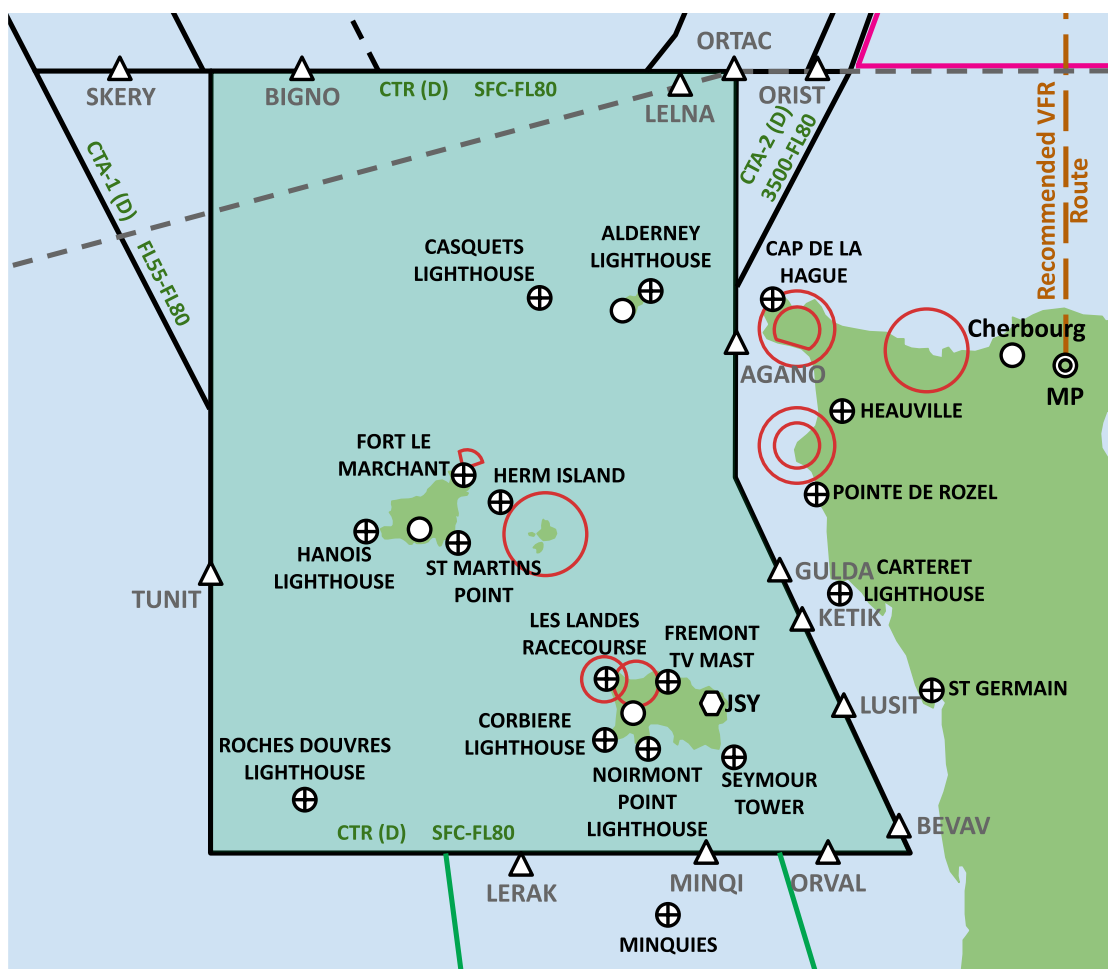 ORTAC
SKERY
BIGNO
CTR (D) SFC-FL80
LELNA
ORIST
CTA-1 (D) FL55-FL80
CTA-2 (D)
3500-FL80
Recommended VFR
Route
CASQUETS
LIGHTHOUSE
ALDERNEY
LIGHTHOUSE
CAP DE LA
HAGUE
Cherbourg
AGANO
MP
HEAUVILLE
FORT LE
MARCHANT
HERM ISLAND
POINTE DE ROZEL
HANOIS
LIGHTHOUSE
ST MARTINS
POINT
TUNIT
GULDA
CARTERET
LIGHTHOUSE
KETIK
LES LANDES
RACECOURSE
FREMONT
TV MAST
ST GERMAIN
JSY
LUSIT
CORBIERE
LIGHTHOUSE
ROCHES DOUVRES
LIGHTHOUSE
NOIRMONT
POINT
LIGHTHOUSE
SEYMOUR
TOWER
BEVAV
CTR (D) SFC-FL80
LERAK
MINQI
ORVAL
MINQUIES